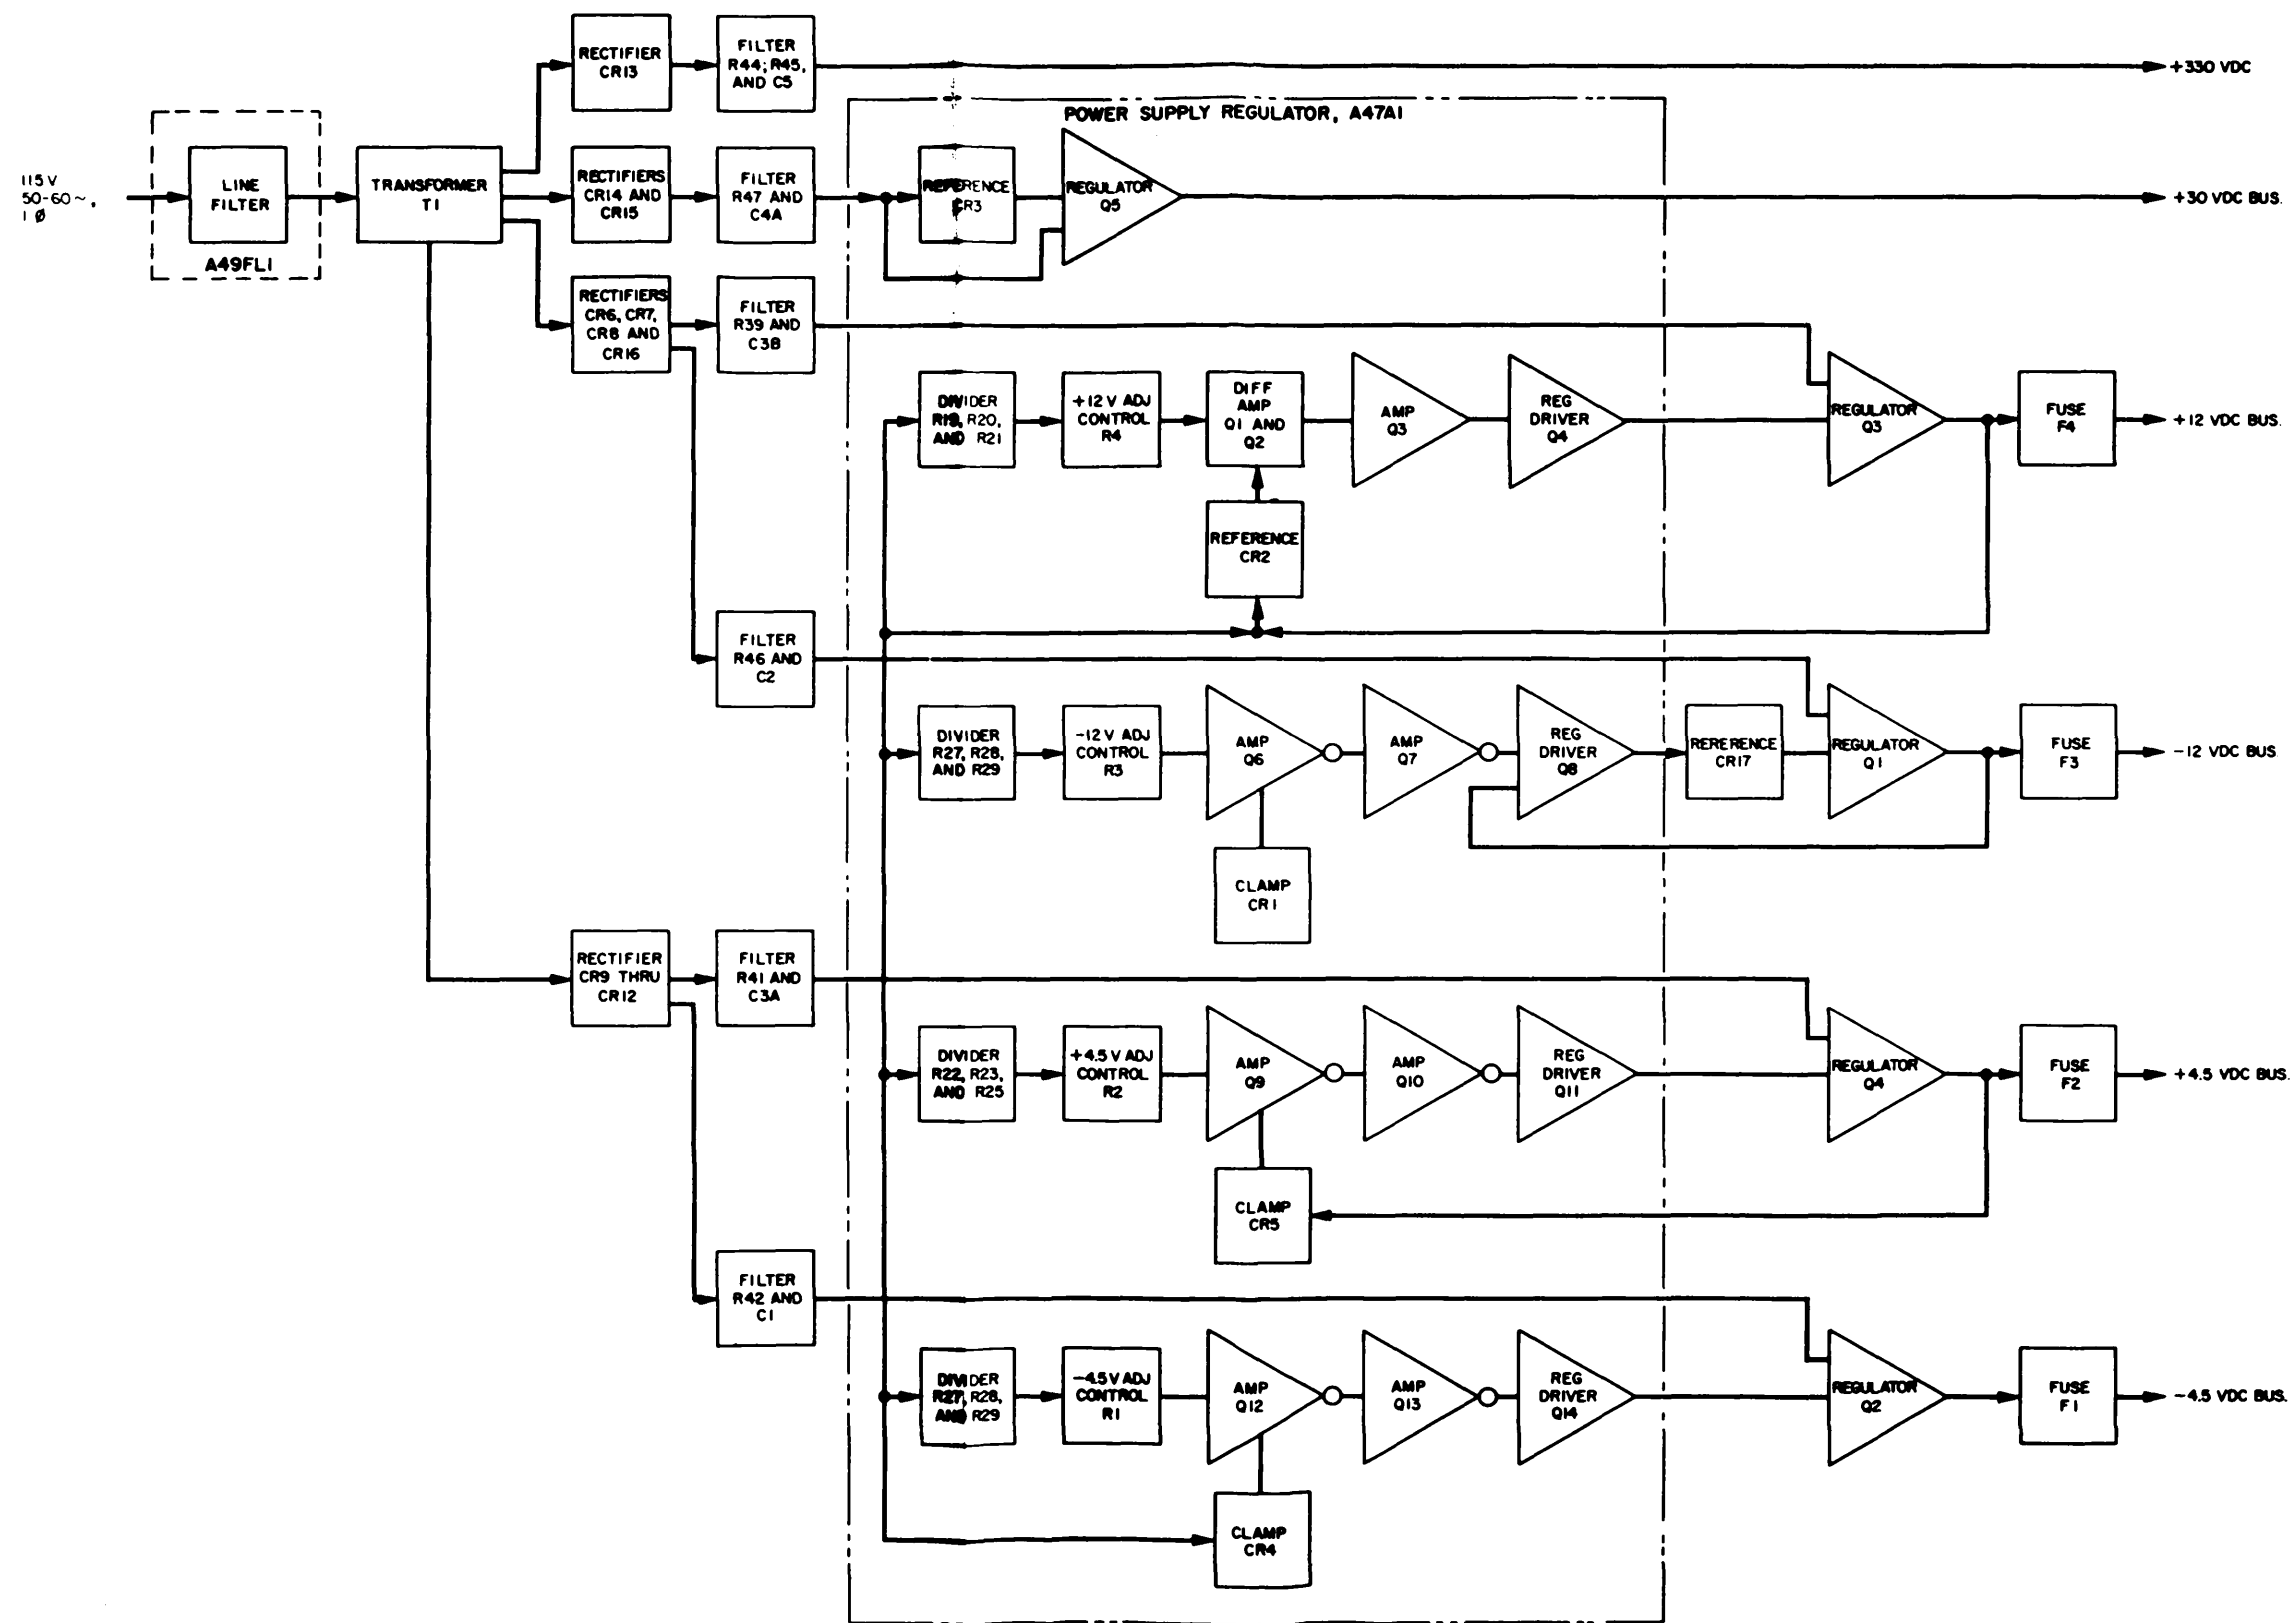 RECTIFIER
CR13
FILTER
R44; R45,
AND C5
+330 VDC
POWER SUPPLY REGULATOR, A47A1
115 V
50-60 ~,
1 Ø
LINE
FILTER
A49FL1
TRANSFORMER
T1
RECTIFIERS
CR14 AND
CR15
FILTER
R47 AND
C4A
REFERENCE
CR3
REGULATOR
Q5
+30 VDC BUS.
RECTIFIERS
CR6, CR7,
CR8 AND
CR16
FILTER
R39 AND
C3B
DIVIDER
R19, R20,
AND R21
+12 V ADJ
CONTROL
R4
DIFF
AMP
Q1 AND
Q2
AMP
Q3
REG
DRIVER
Q4
REGULATOR
Q3
FUSE
F4
+12 VDC BUS.
REFERENCE
CR2
FILTER
R46 AND
C2
DIVIDER
R27, R28,
AND R29
-12 V ADJ
CONTROL
R3
AMP
Q6
AMP
Q7
REG
DRIVER
Q8
RERERENCE
CR17
REGULATOR
Q1
FUSE
F3
-12 VDC BUS
CLAMP
CR1
RECTIFIER
CR9 THRU
CR12
FILTER
R41 AND
C3A
DIVIDER
R22, R23,
AND R25
+4.5 V ADJ
CONTROL
R2
AMP
Q9
AMP
Q10
REG
DRIVER
Q11
REGULATOR
Q4
FUSE
F2
+4.5 VDC BUS.
CLAMP
CR5
FILTER
R42 AND
C1
DIVIDER
R27, R28,
AND R29
-4.5 V ADJ
CONTROL
R1
AMP
Q12
AMP
Q13
REG
DRIVER
Q14
REGULATOR
Q2
FUSE
F1
-4.5 VDC BUS.
CLAMP
CR4